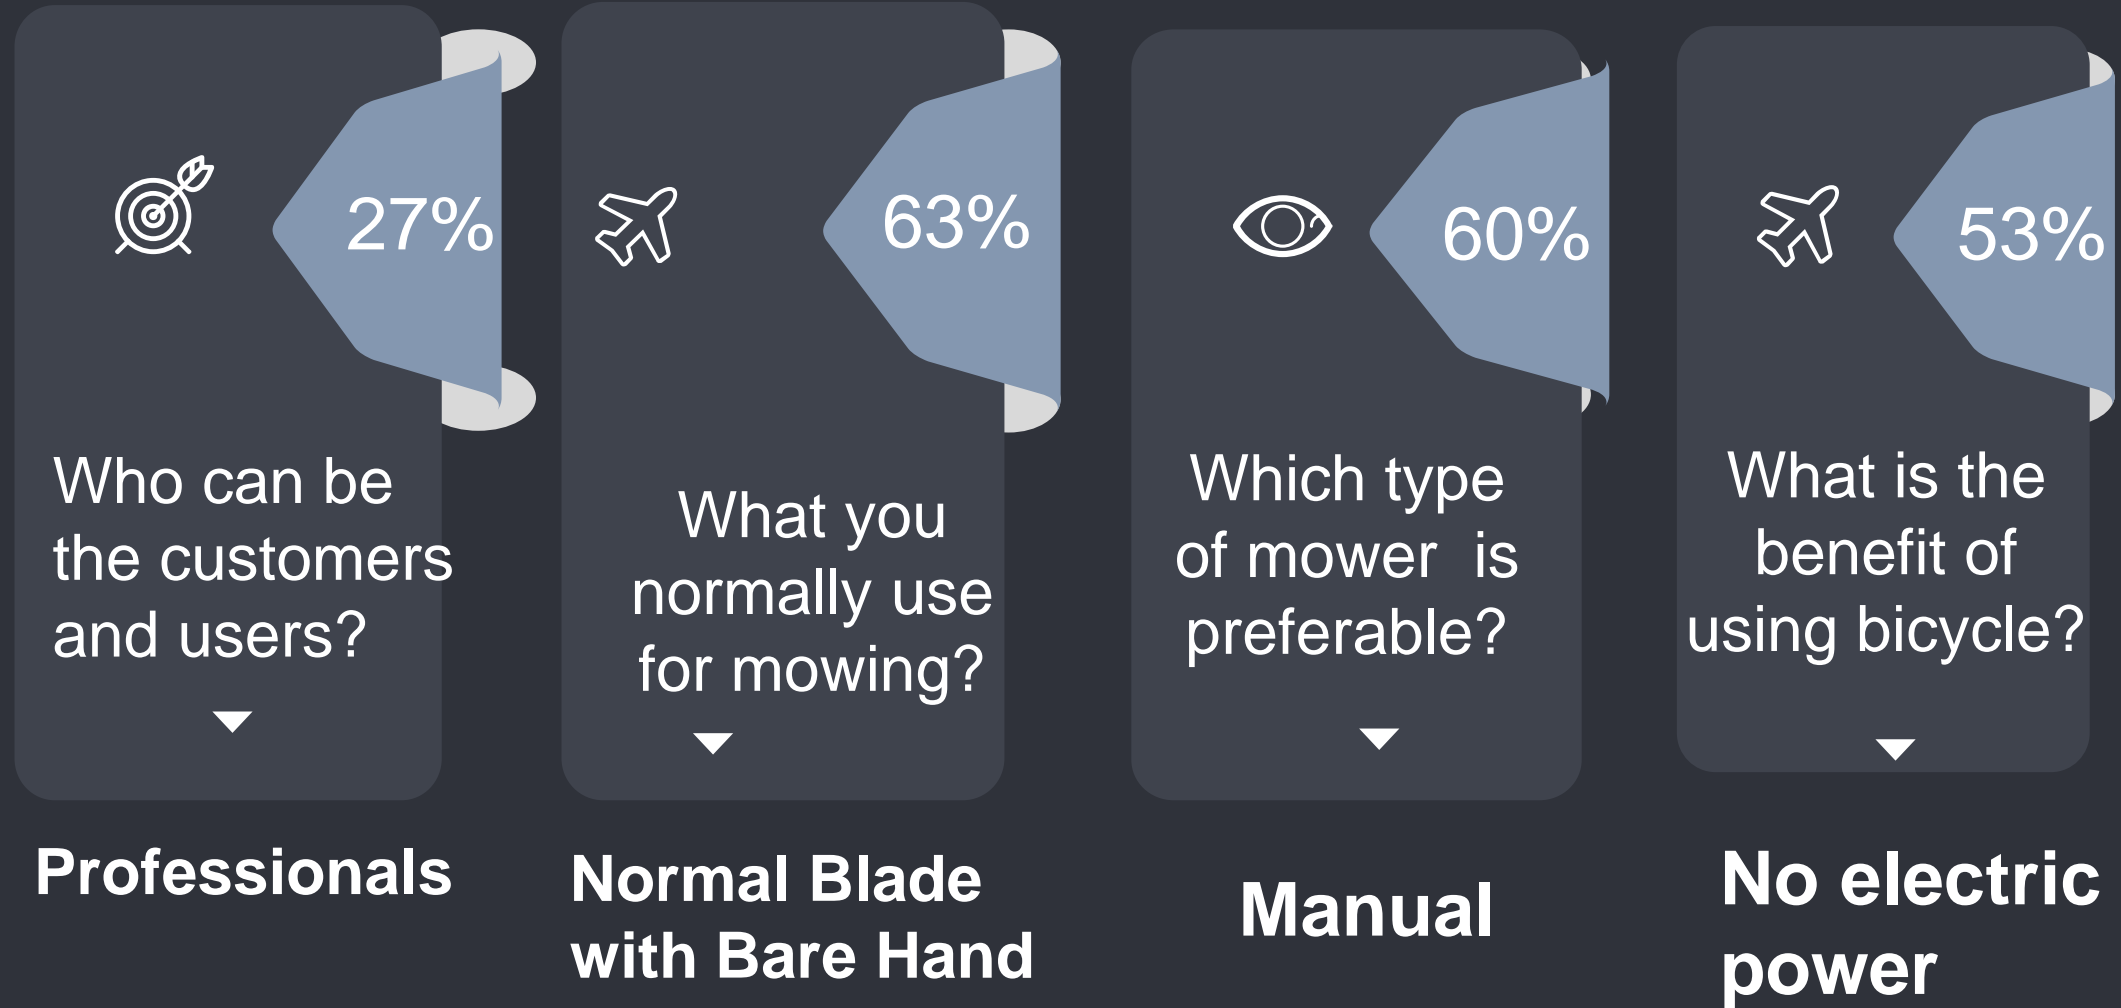 27%
Who can be
the customers
and users?
Professionals
63%
What you
normally use
for mowing?
Normal Blade
with Bare Hand
60%
Which type
of mower  is
preferable?
Manual
53%
What is the
benefit of
using bicycle?
No electric
power